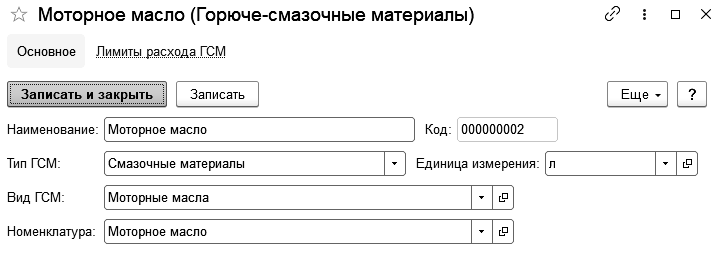 Моторное масло (Горюче-смазочные материалы)
Основное Лимиты расхода ГСМ
Записать и закрыть Записать Еще ?
Наименование: Моторное масло Код: 000000002
Тип ГСМ: Смазочные материалы Единица измерения: л
Вид ГСМ: Моторные масла
Номенклатура: Моторное масло